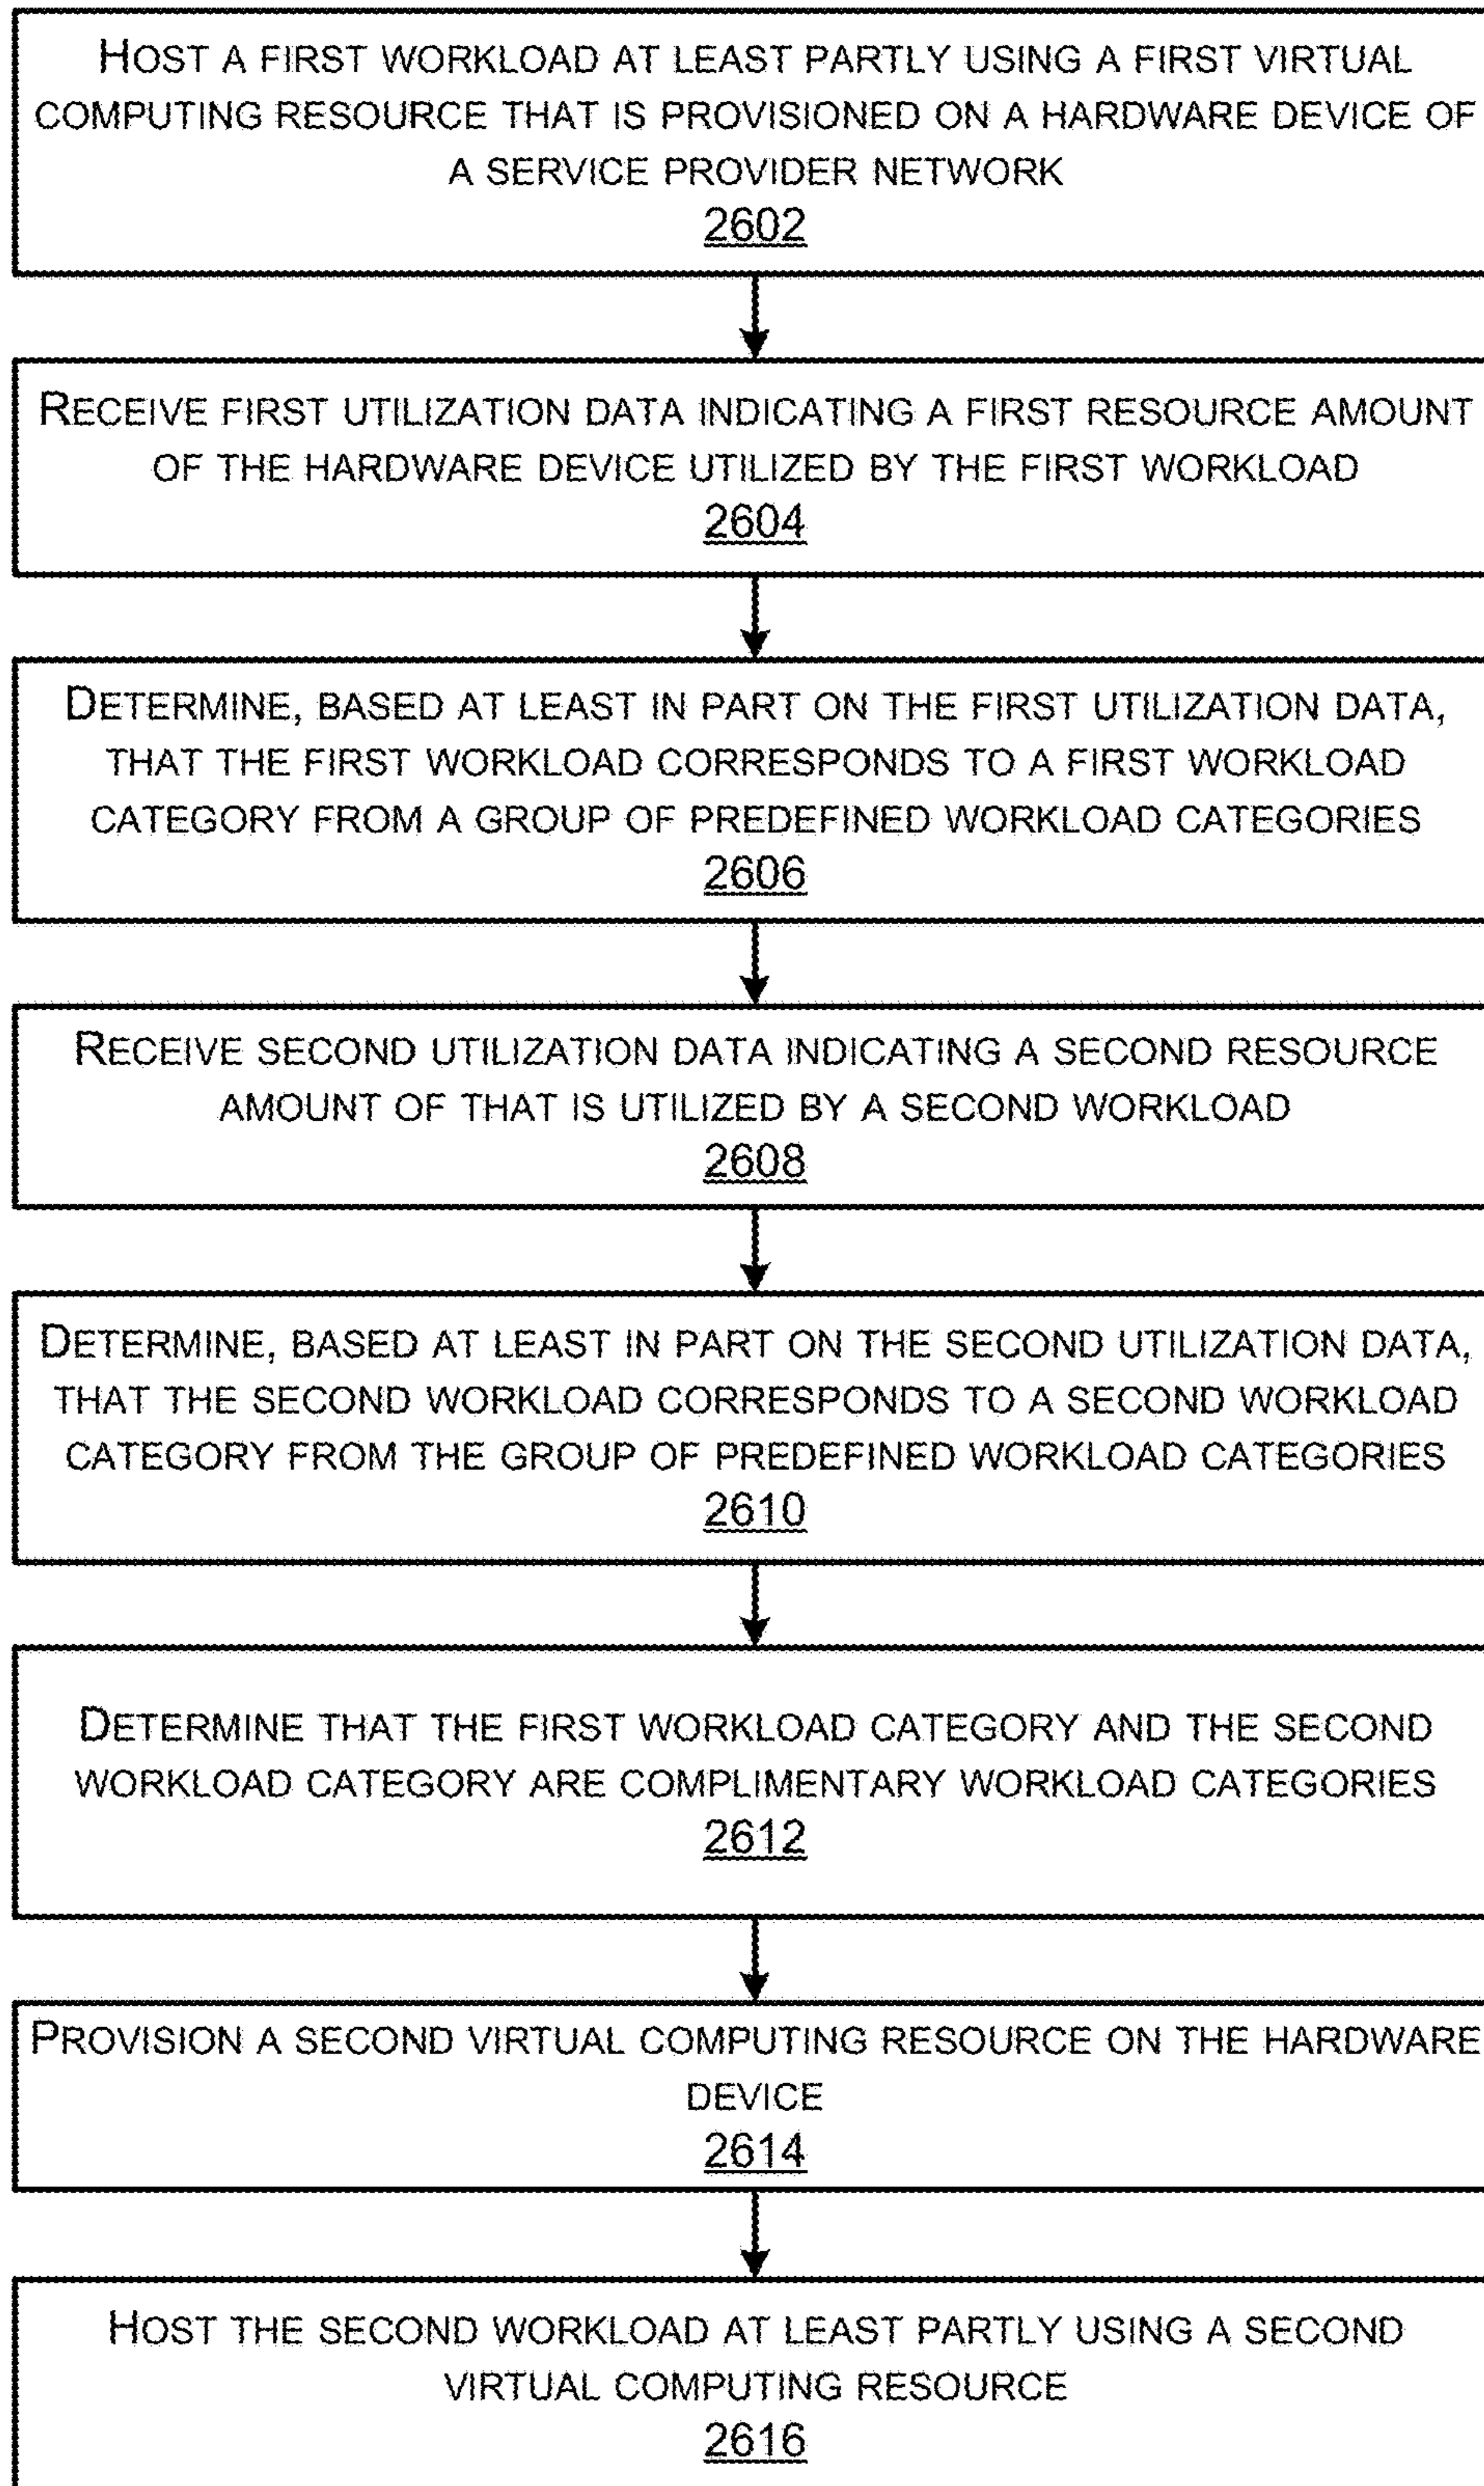 HOST A FIRST WORKLOAD AT LEAST PARTLY USING A FIRST VIRTUAL
COMPUTING RESOURCE THAT IS PROVISIONED ON A HARDWARE DEVICE OF
A SERVICE PROVIDER NETWORK
2602
RECEIVE FIRST UTILIZATION DATA INDICATING A FIRST RESOURCE AMOUNT
OF THE HARDWARE DEVICE UTILIZED BY THE FIRST WORKLOAD
2604
DETERMINE, BASED AT LEAST IN PART ON THE FIRST UTILIZATION DATA,
THAT THE FIRST WORKLOAD CORRESPONDS TO A FIRST WORKLOAD
CATEGORY FROM A GROUP OF PREDEFINED WORKLOAD CATEGORIES
2606
RECEIVE SECOND UTILIZATION DATA INDICATING A SECOND RESOURCE
AMOUNT OF THAT IS UTILIZED BY A SECOND WORKLOAD
2608
DETERMINE, BASED AT LEAST IN PART ON THE SECOND UTILIZATION DATA,
THAT THE SECOND WORKLOAD CORRESPONDS TO A SECOND WORKLOAD
CATEGORY FROM THE GROUP OF PREDEFINED WORKLOAD CATEGORIES
2610
DETERMINE THAT THE FIRST WORKLOAD CATEGORY AND THE SECOND
WORKLOAD CATEGORY ARE COMPLIMENTARY WORKLOAD CATEGORIES
2612
PROVISION A SECOND VIRTUAL COMPUTING RESOURCE ON THE HARDWARE
DEVICE
2614
HOST THE SECOND WORKLOAD AT LEAST PARTLY USING A SECOND
VIRTUAL COMPUTING RESOURCE
2616